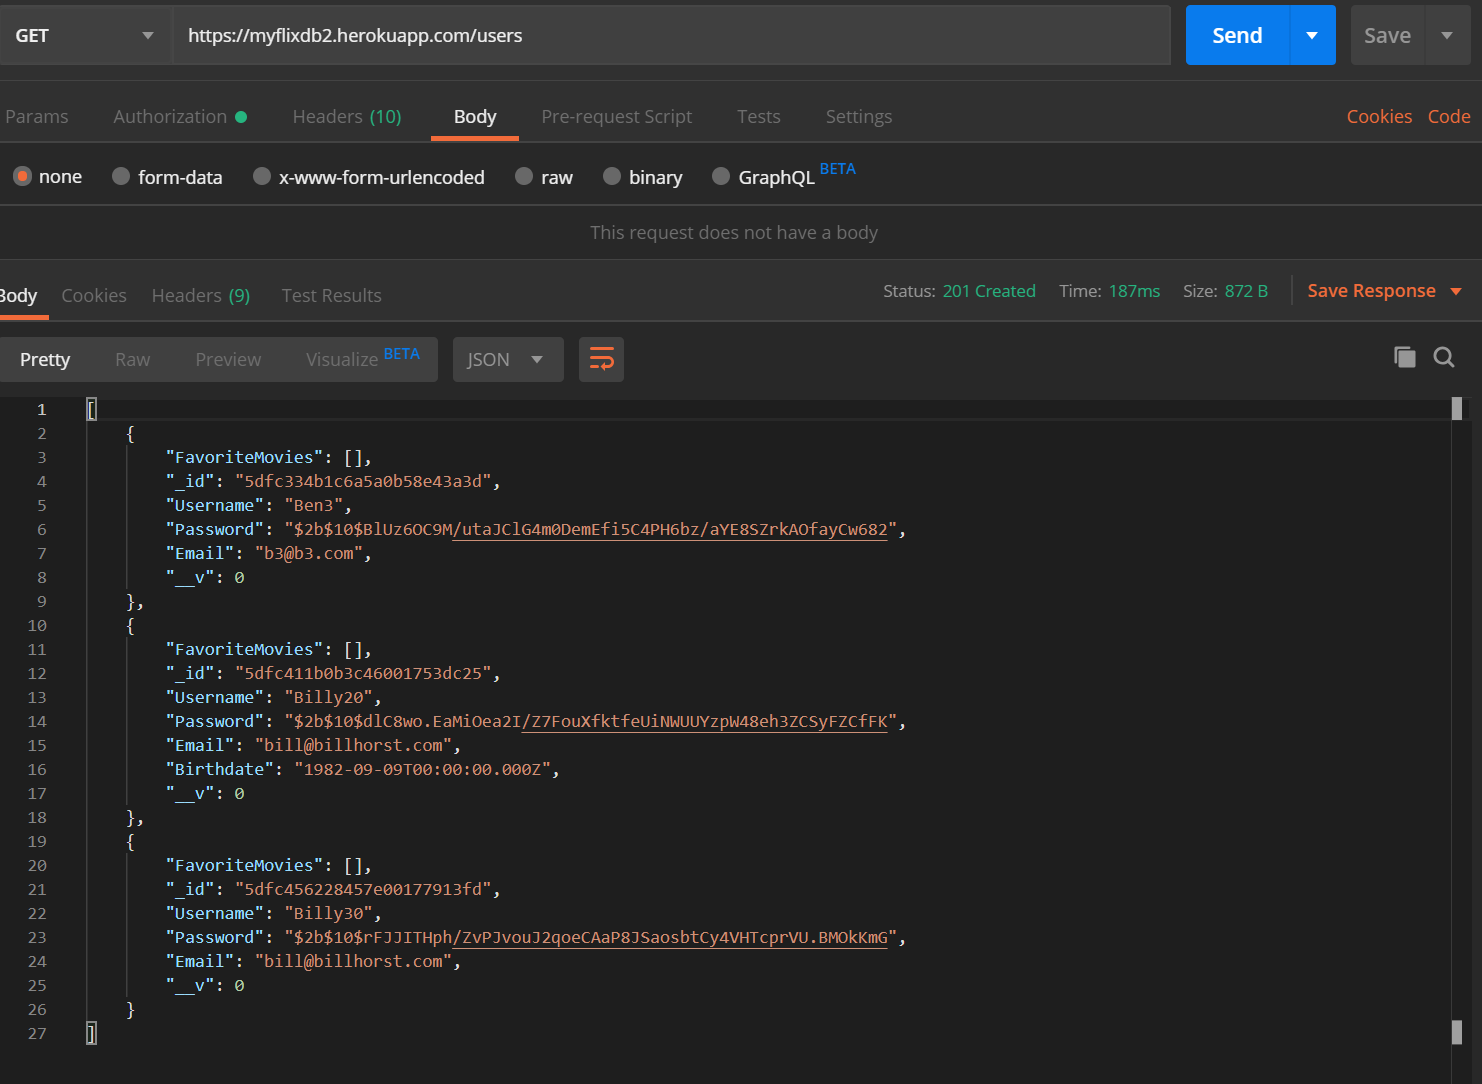 GET https://myflixdb2.herokuapp.com/users Send Save
Params Authorization Headers (10) Body Pre-request Script Tests Settings Cookies Code
none form-data x-www-form-urlencoded raw binary GraphQL BETA
This request does not have a body
Body Cookies Headers (9) Test Results Status: 201 Created Time: 187ms Size: 872 B Save Response
Pretty Raw Preview Visualize BETA JSON
1 [
2 {
3 "FavoriteMovies": [],
4 "_id": "5dfc334b1c6a5a0b58e43a3d",
5 "Username": "Ben3",
6 "Password": "$2b$10$BlUz6OC9M/utaJClG4m0DemEfi5C4PH6bz/aYE8SZrkAOfayCw682",
7 "Email": "b3@b3.com",
8 "__v": 0
9 },
10 {
11 "FavoriteMovies": [],
12 "_id": "5dfc411b0b3c46001753dc25",
13 "Username": "Billy20",
14 "Password": "$2b$10$dlC8wo.EaMiOea2I/Z7FouXfktfeUiNWUUYzpW48eh3ZCSyFZCfFK",
15 "Email": "bill@billhorst.com",
16 "Birthdate": "1982-09-09T00:00:00.000Z",
17 "__v": 0
18 },
19 {
20 "FavoriteMovies": [],
21 "_id": "5dfc456228457e00177913fd",
22 "Username": "Billy30",
23 "Password": "$2b$10$rFJJITHph/ZvPJvouJ2qoeCAaP8JSaosbtCy4VHTcprVU.BMOkKmG",
24 "Email": "bill@billhorst.com",
25 "__v": 0
26 }
27 ]